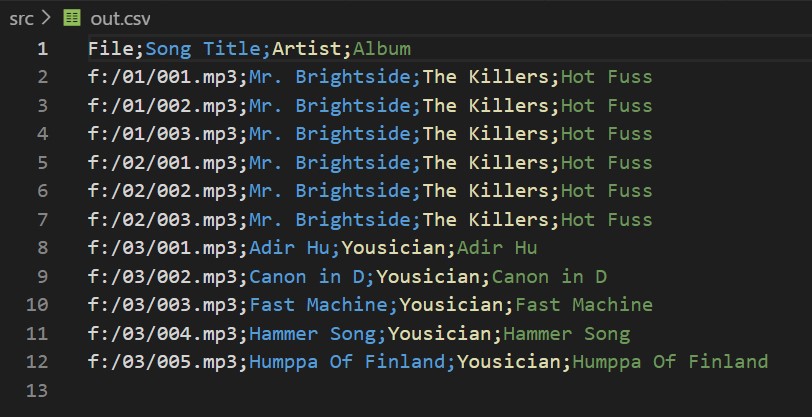 src > out.csv
1 File;Song Title;Artist;Album
2 f:/01/001.mp3;Mr. Brightside;The Killers;Hot Fuss
3 f:/01/002.mp3;Mr. Brightside;The Killers;Hot Fuss
4 f:/01/003.mp3;Mr. Brightside;The Killers;Hot Fuss
5 f:/02/001.mp3;Mr. Brightside;The Killers;Hot Fuss
6 f:/02/002.mp3;Mr. Brightside;The Killers;Hot Fuss
7 f:/02/003.mp3;Mr. Brightside;The Killers;Hot Fuss
8 f:/03/001.mp3;Adir Hu;Yousician;Adir Hu
9 f:/03/002.mp3;Canon in D;Yousician;Canon in D
10 f:/03/003.mp3;Fast Machine;Yousician;Fast Machine
11 f:/03/004.mp3;Hammer Song;Yousician;Hammer Song
12 f:/03/005.mp3;Humppa Of Finland;Yousician;Humppa Of Finland
13